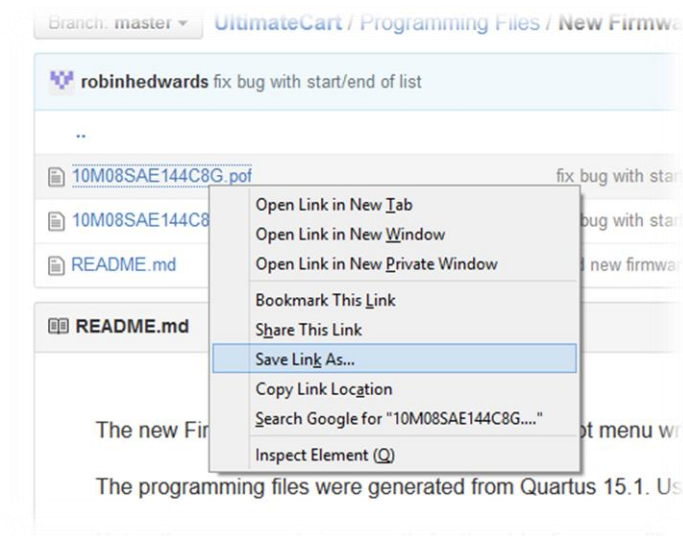 Branch: master UltimateCart / Programming Files / New Firmwa
robinhedwards fix bug with start/end of list
..
10M08SAE144C8G.pof fix bug with star
Open Link in New Tab
10M08SAE144C8 bug with star
Open Link in New Window
README.md Open Link in New Private Window new firmwar
Bookmark This Link
README.md Share This Link
Save Link As...
Copy Link Location
The new Fir Search Google for "10M08SAE144C8G...." ot menu wr
Inspect Element (Q)
The programming files were generated from Quartus 15.1. Us